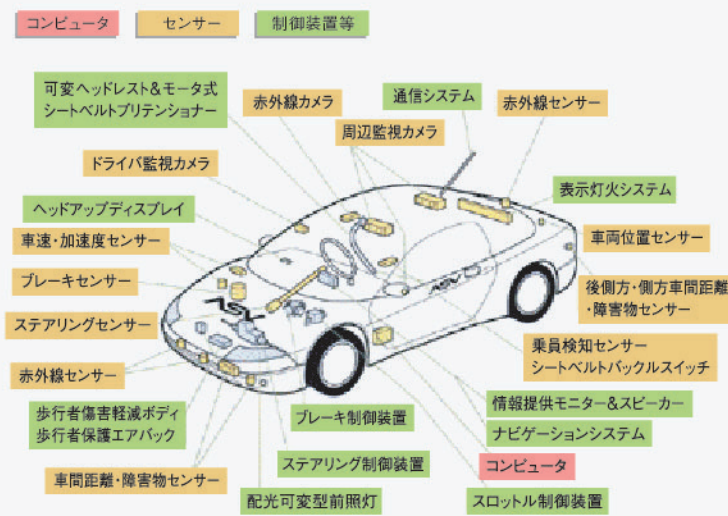 コンピュータ
センサー
制御装置等
可変ヘッドレスト&モータ式
シートベルトプリテンショナー
赤外線カメラ
通信システム
赤外線センサー
周辺監視カメラ
ドライバ監視カメラ
表示灯火システム
ヘッドアップディスプレイ
車速・加速度センサー
車両位置センサー
ブレーキセンサー
後側方・側方車間距離
・障害物センサー
ASV
ASV
ステアリングセンサー
乗員検知センサー
シートベルトバックルスイッチ
赤外線センサー
歩行者傷害軽減ボディ
歩行者保護エアバック
ブレーキ制御装置
情報提供モニター&スピーカー
ナビゲーションシステム
ステアリング制御装置
コンピュータ
車間距離・障害物センサー
配光可変型前照灯
スロットル制御装置